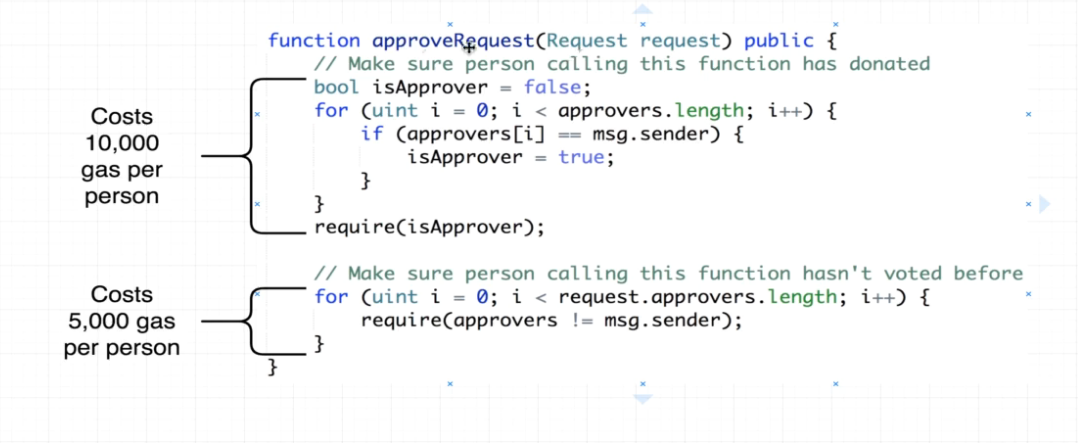 function approveRequest(Request request) public {
// Make sure person calling this function has donated
bool isApprover = false;
for (uint i = 0; i < approvers.length; i++) {
if (approvers[i] == msg.sender) {
isApprover = true;
}
}
require(isApprover);
// Make sure person calling this function hasn't voted before
for (uint i = 0; i < request.approvers.length; i++) {
require(approvers != msg.sender);
}
}
Costs
10,000
gas per
person
Costs
5,000 gas
per person